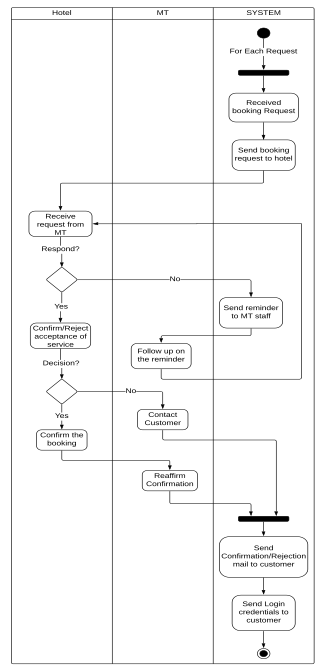 Hotel
MT
SYSTEM
For Each Request
Received
booking Request
Send booking
request to hotel
Receive
request from
MT
Respond?
No
Yes
Send reminder
to MT staff
Confirm/Reject
acceptance of
service
Follow up on
the reminder
Decision?
No
Yes
Contact
Customer
Confirm the
booking
Reaffirm
Confirmation
Send
Confirmation/Rejection
mail to customer
Send Login
credentials to
customer